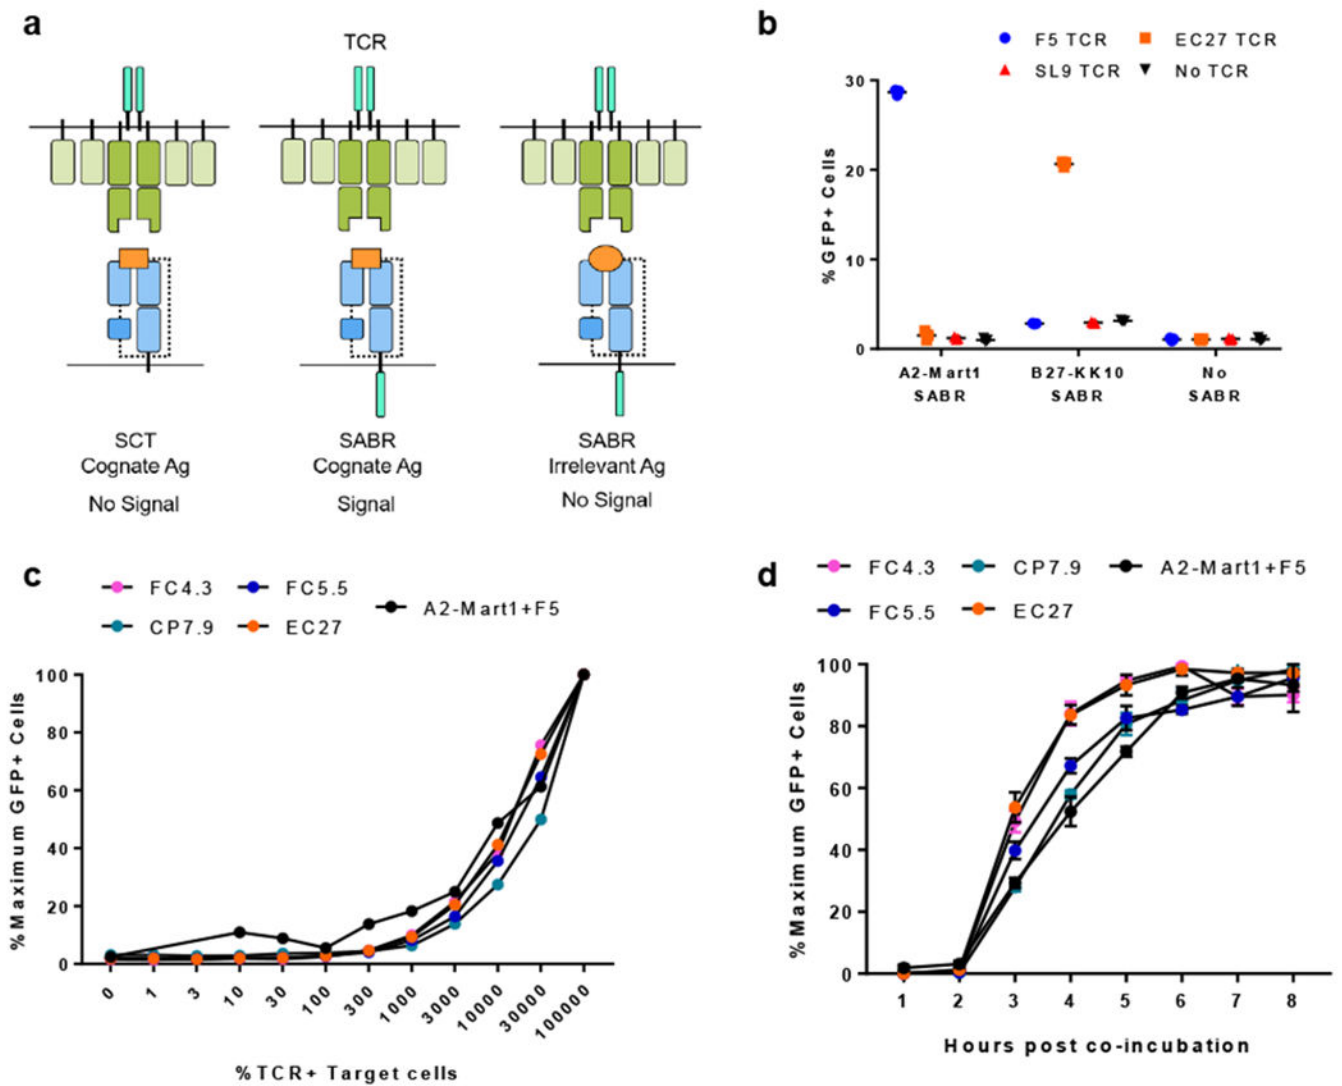 a
TCR
SCT
Cognate Ag
No Signal
SABR
Cognate Ag
Signal
SABR
Irrelevant Ag
No Signal
b
F5 TCR
EC27 TCR
SL9 TCR
No TCR
%GFP+ Cells
30
20
10
0
A2-Mart1
SABR
B27-KK10
SABR
No
SABR
c
FC4.3
FC5.5
A2-Mart1+F5
CP7.9
EC27
%Maximum GFP+ Cells
100
80
60
40
20
0
0 1 3 10 30 100 300 1000 3000 10000 30000 100000
%TCR+ Target cells
d
FC4.3
CP7.9
A2-Mart1+F5
FC5.5
EC27
%Maximum GFP+ Cells
100
80
60
40
20
0
1 2 3 4 5 6 7 8
Hours post co-incubation